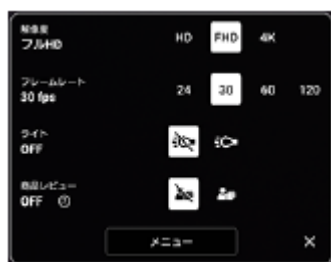 解像度
フルHD
HD FHD 4K
フレームレート
30 fps
24 30 60 120
ライト
OFF
商品レビュー
OFF
メニュー